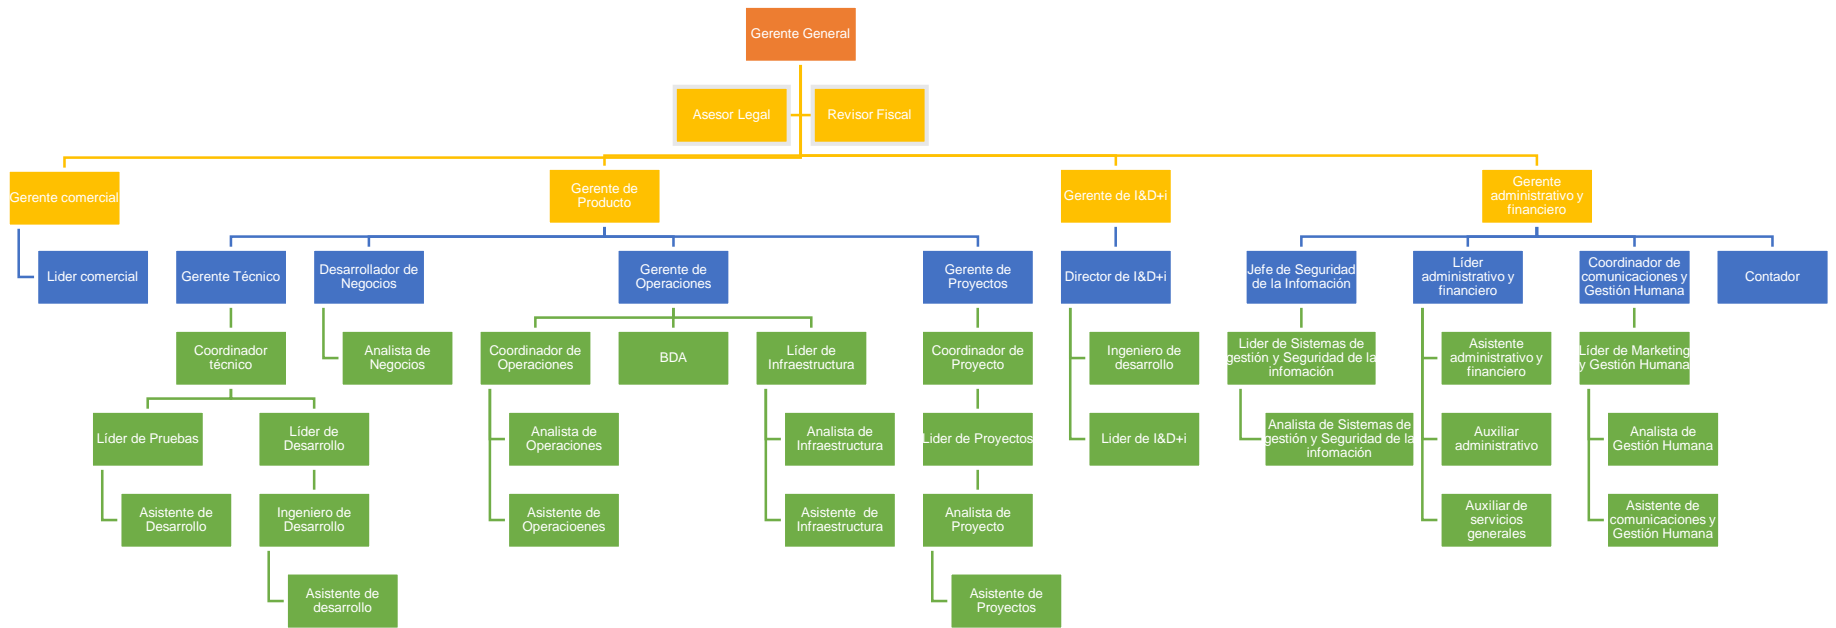 Gerente General
Asesor Legal
Revisor Fiscal
Gerente comercial
Gerente de
Producto
Gerente de I&D+i
Gerente
administrativo y
financiero
Lider comercial
Gerente Técnico
Desarrollador de
Negocios
Gerente de
Operaciones
Gerente de
Proyectos
Director de I&D+i
Jefe de Seguridad
de la Infomación
Líder
administrativo y
financiero
Coordinador de
comunicaciones y
Gestión Humana
Contador
Coordinador
técnico
Analista de
Negocios
Coordinador de
Operaciones
BDA
Líder de
Infraestructura
Coordinador de
Proyecto
Ingeniero de
desarrollo
Lider de Sistemas de
gestión y Seguridad de la
infomación
Asistente
administrativo y
financiero
Líder de Marketing
y Gestión Humana
Líder de Pruebas
Líder de
Desarrollo
Analista de
Operaciones
Analista de
Infraestructura
Lider de Proyectos
Lider de I&D+i
Analista de Sistemas de
gestión y Seguridad de la
infomación
Auxiliar
administrativo
Analista de
Gestión Humana
Asistente de
Desarrollo
Ingeniero de
Desarrollo
Asistente de
Operacioenes
Asistente  de
Infraestructura
Analista de
Proyecto
Auxiliar de
servicios
generales
Asistente de
comunicaciones y
Gestión Humana
Asistente de
desarrollo
Asistente de
Proyectos